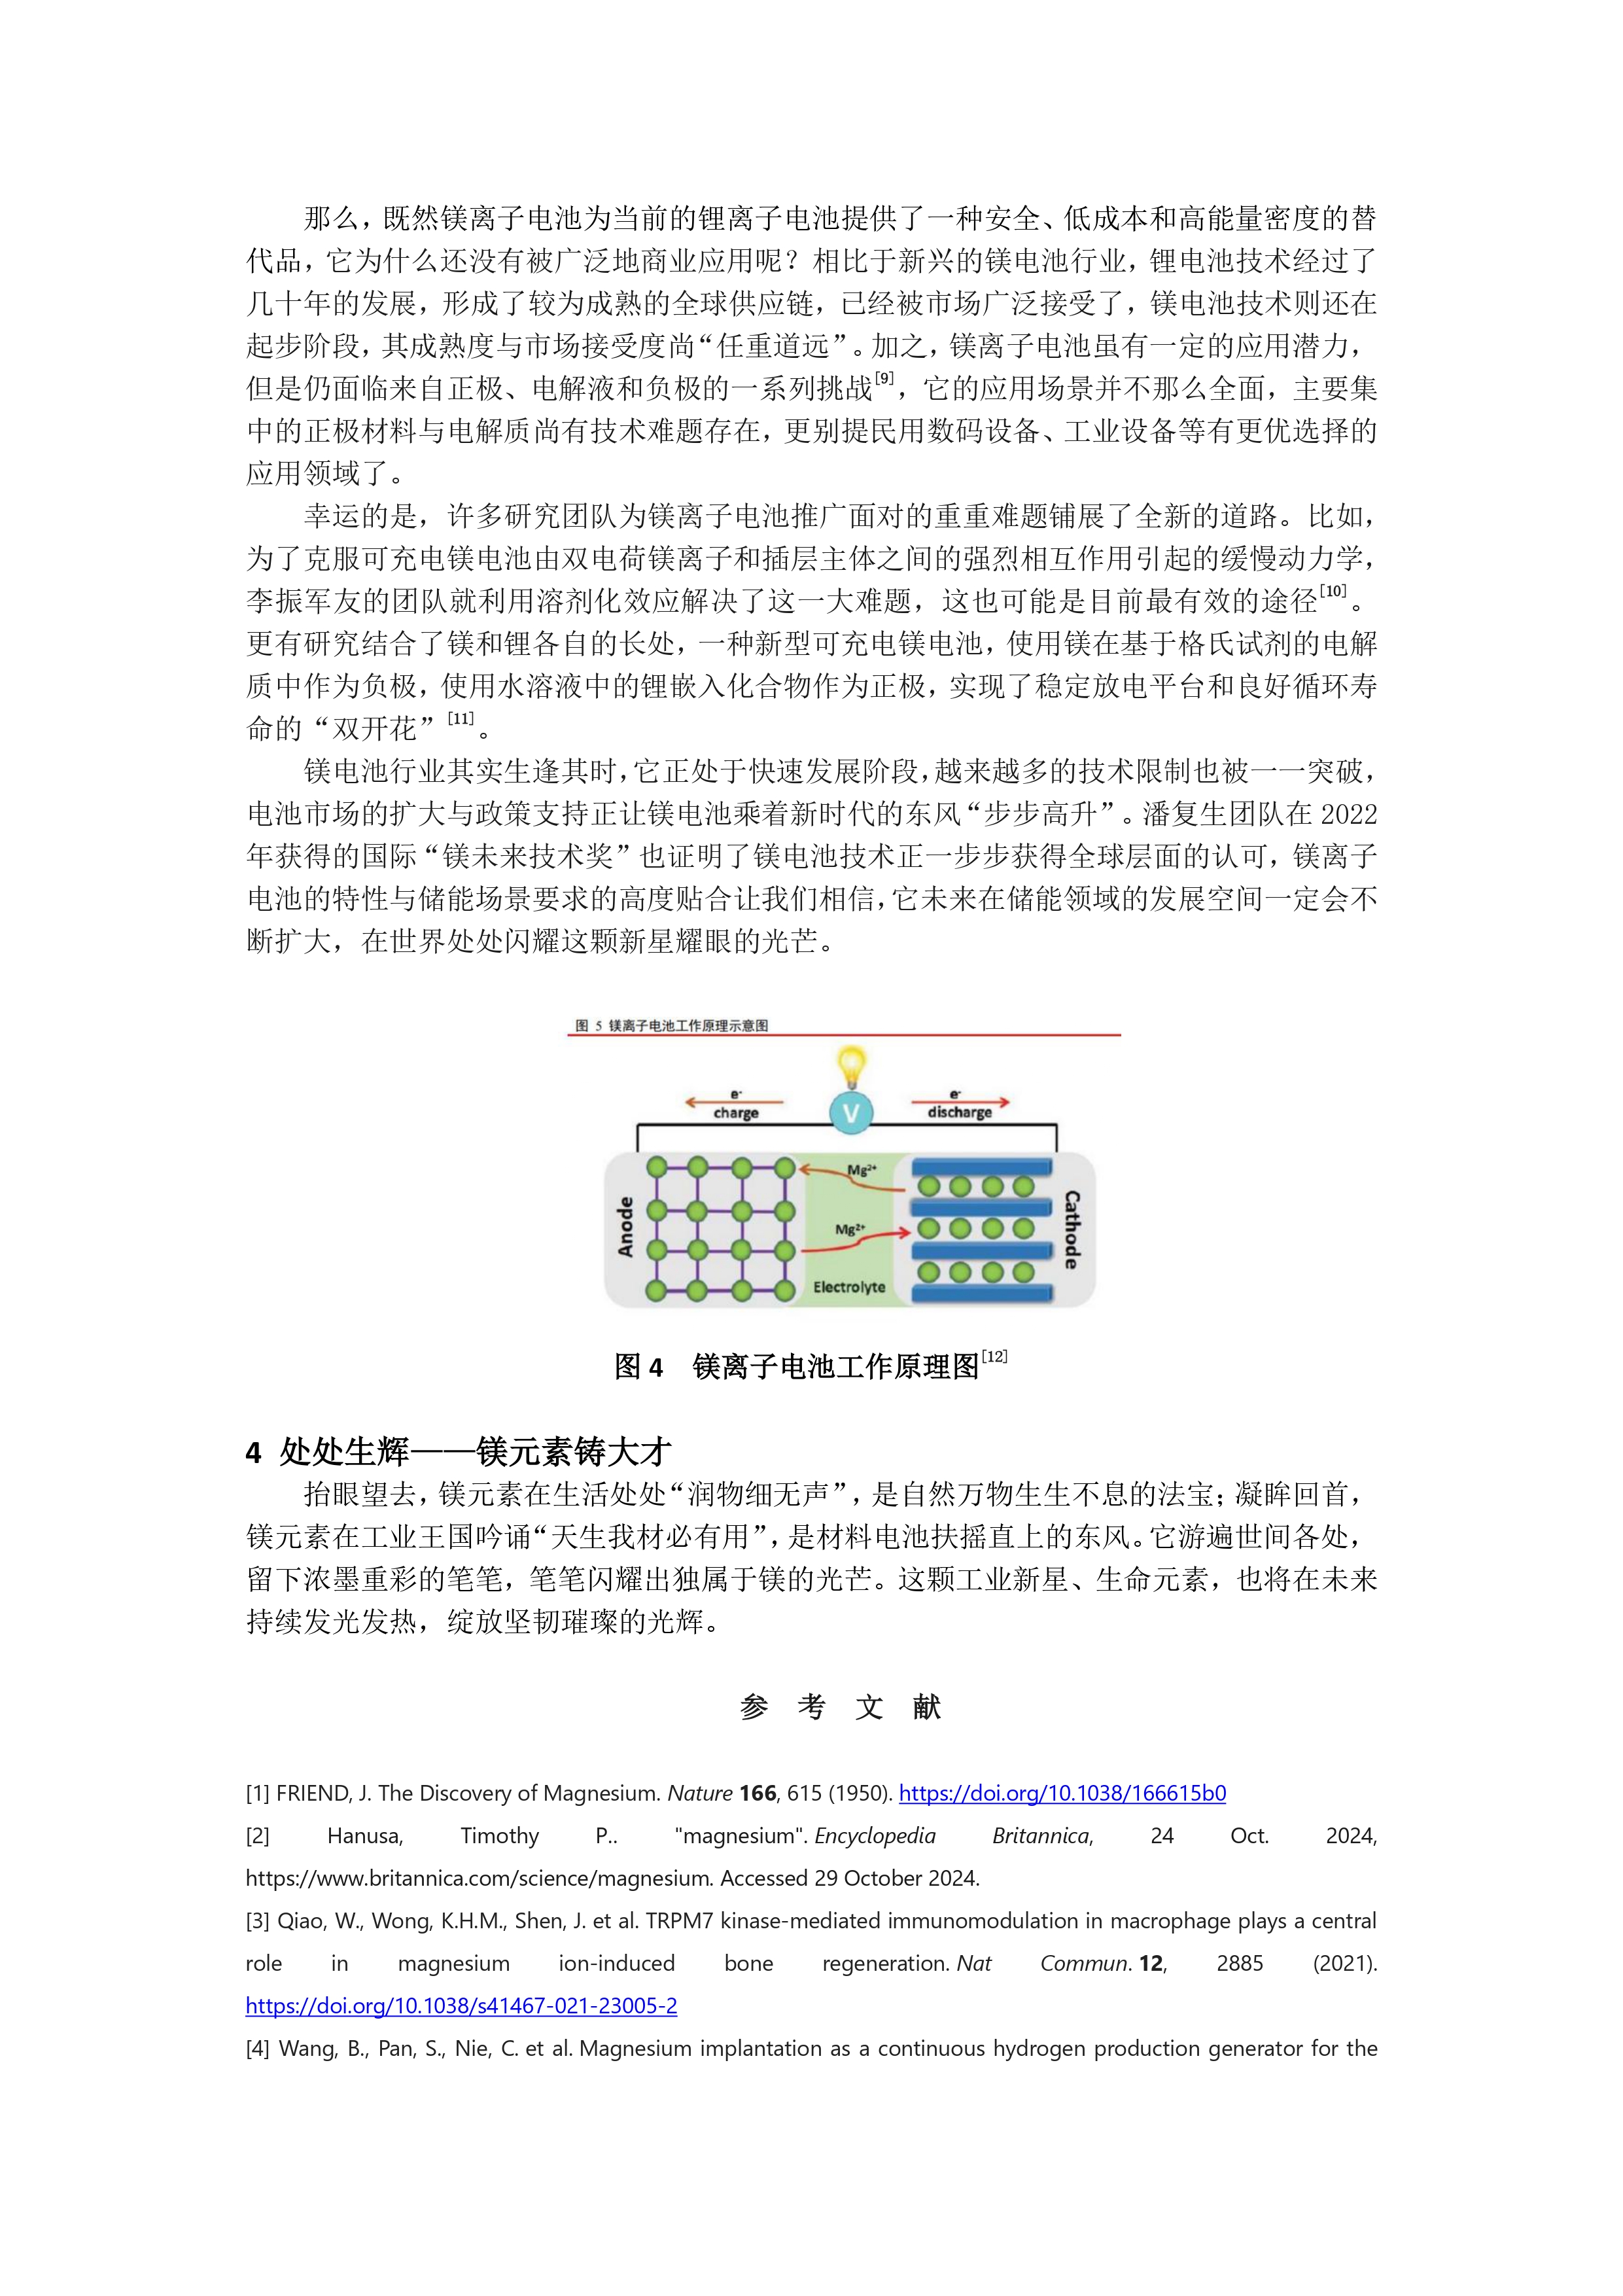 那么，既然镁离子电池为当前的锂离子电池提供了一种安全、低成本和高能量密度的替
代品，它为什么还没有被广泛地商业应用呢？相比于新兴的镁电池行业，锂电池技术经过了
几十年的发展，形成了较为成熟的全球供应链，已经被市场广泛接受了，镁电池技术则还在
起步阶段，其成熟度与市场接受度尚“任重道远”。加之，镁离子电池虽有一定的应用潜力，
但是仍面临来自正极、电解液和负极的一系列挑战[9]，它的应用场景并不那么全面，主要集
中的正极材料与电解质尚有技术难题存在，更别提民用数码设备、工业设备等有更优选择的
应用领域了。
幸运的是，许多研究团队为镁离子电池推广面对的重重难题铺展了全新的道路。比如，
为了克服可充电镁电池由双电荷镁离子和插层主体之间的强烈相互作用引起的缓慢动力学，
李振军友的团队就利用溶剂化效应解决了这一大难题，这也可能是目前最有效的途径[10]。
更有研究结合了镁和锂各自的长处，一种新型可充电镁电池，使用镁在基于格氏试剂的电解
质中作为负极，使用水溶液中的锂嵌入化合物作为正极，实现了稳定放电平台和良好循环寿
命的“双开花”[11]。
镁电池行业其实生逢其时，它正处于快速发展阶段，越来越多的技术限制也被一一突破，
电池市场的扩大与政策支持正让镁电池乘着新时代的东风“步步高升”。潘复生团队在 2022
年获得的国际“镁未来技术奖”也证明了镁电池技术正一步步获得全球层面的认可，镁离子
电池的特性与储能场景要求的高度贴合让我们相信，它未来在储能领域的发展空间一定会不
断扩大，在世界处处闪耀这颗新星耀眼的光芒。
图 5 镁离子电池工作原理示意图
e-
charge
V
e-
discharge
Anode
Mg2+
Mg2+
Electrolyte
Cathode
图 4 镁离子电池工作原理图[12]
4 处处生辉——镁元素铸大才
抬眼望去，镁元素在生活处处“润物细无声”，是自然万物生生不息的法宝；凝眸回首，
镁元素在工业王国吟诵“天生我材必有用”，是材料电池扶摇直上的东风。它游遍世间各处，
留下浓墨重彩的笔笔，笔笔闪耀出独属于镁的光芒。这颗工业新星、生命元素，也将在未来
持续发光发热，绽放坚韧璀璨的光辉。
参 考 文 献
[1] FRIEND, J. The Discovery of Magnesium. Nature 166, 615 (1950). https://doi.org/10.1038/166615b0
[2] Hanusa, Timothy P.. "magnesium". Encyclopedia Britannica, 24 Oct. 2024,
https://www.britannica.com/science/magnesium. Accessed 29 October 2024.
[3] Qiao, W., Wong, K.H.M., Shen, J. et al. TRPM7 kinase-mediated immunomodulation in macrophage plays a central
role in magnesium ion-induced bone regeneration. Nat Commun. 12, 2885 (2021).
https://doi.org/10.1038/s41467-021-23005-2
[4] Wang, B., Pan, S., Nie, C. et al. Magnesium implantation as a continuous hydrogen production generator for the